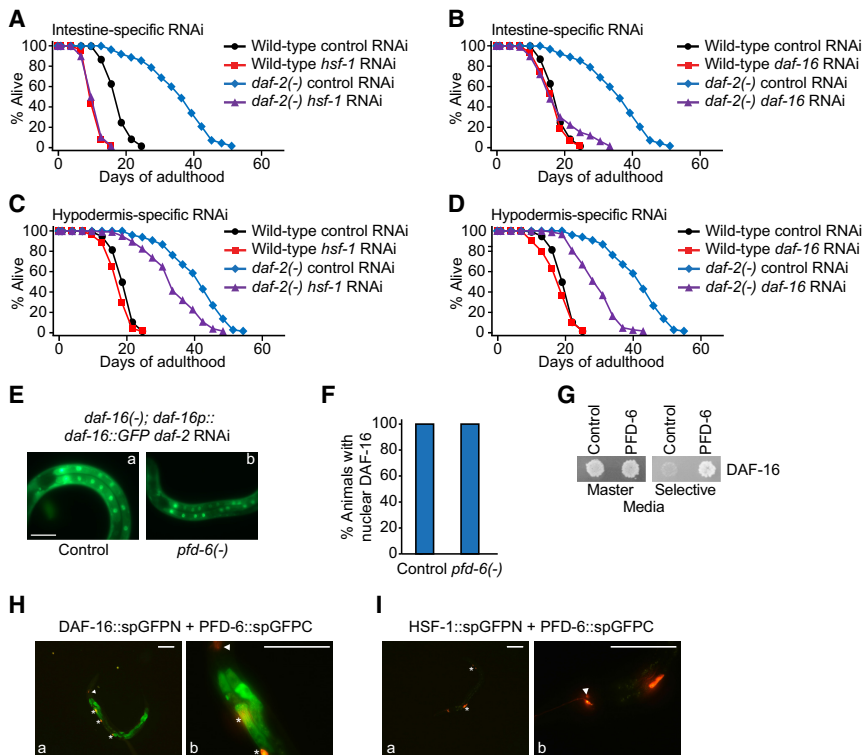 A
Intestine-specific RNAi
% Alive
100
80
60
40
20
0
0 20 40 60
Days of adulthood
Wild-type control RNAi
Wild-type hsf-1 RNAi
daf-2(-) control RNAi
daf-2(-) hsf-1 RNAi
B
Intestine-specific RNAi
% Alive
100
80
60
40
20
0
0 20 40 60
Days of adulthood
Wild-type control RNAi
Wild-type daf-16 RNAi
daf-2(-) control RNAi
daf-2(-) daf-16 RNAi
C
Hypodermis-specific RNAi
% Alive
100
80
60
40
20
0
0 20 40 60
Days of adulthood
Wild-type control RNAi
Wild-type hsf-1 RNAi
daf-2(-) control RNAi
daf-2(-) hsf-1 RNAi
D
Hypodermis-specific RNAi
% Alive
100
80
60
40
20
0
0 20 40 60
Days of adulthood
Wild-type control RNAi
Wild-type daf-16 RNAi
daf-2(-) control RNAi
daf-2(-) daf-16 RNAi
E
daf-16(-); daf-16p::
daf-16::GFP daf-2 RNAi
a
b
Control
pfd-6(-)
F
% Animals with
nuclear DAF-16
100
80
60
40
20
0
Control pfd-6(-)
G
Control
PFD-6
Control
PFD-6
DAF-16
Master
Selective
Media
H
DAF-16::spGFPN + PFD-6::spGFPC
a
b
I
HSF-1::spGFPN + PFD-6::spGFPC
a
b